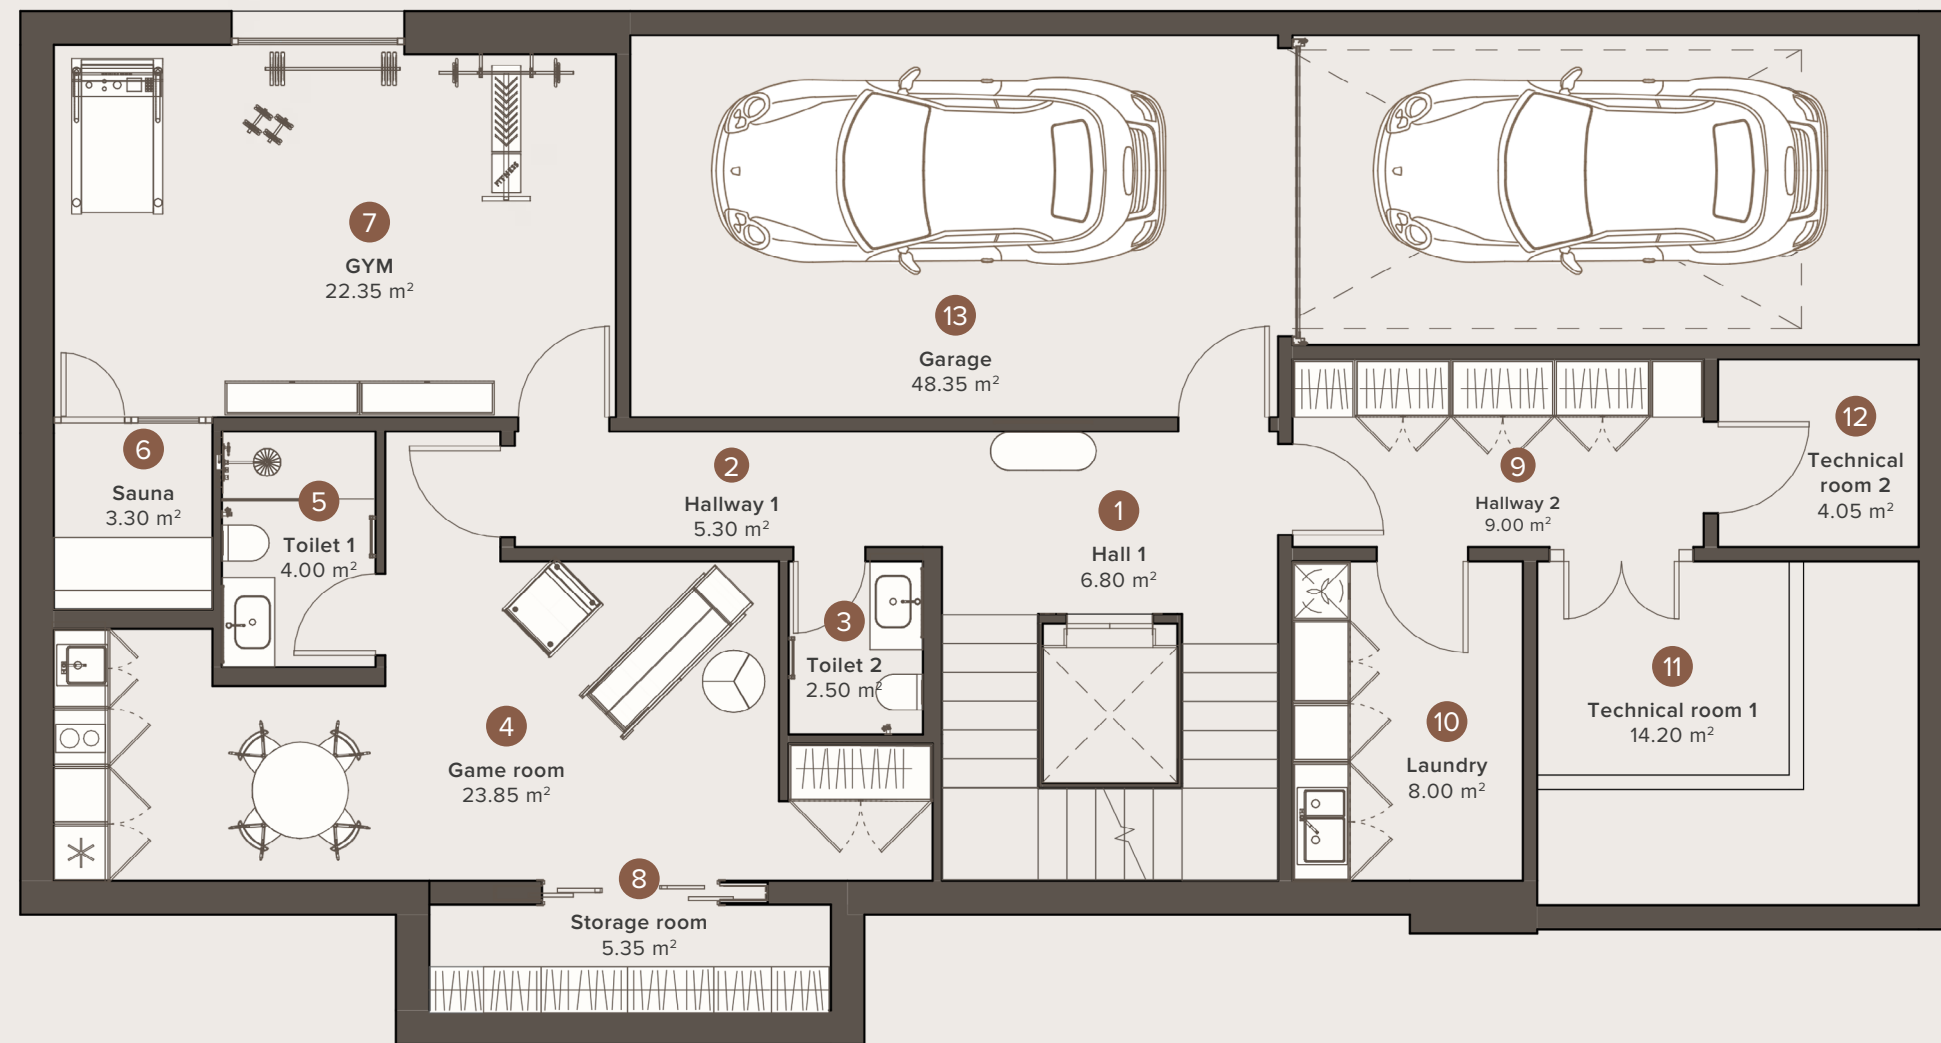 7
GYM
22.35 m²
13
Garage
48.35 m²
FITNESS
6
Sauna
3.30 m²
5
Toilet 1
4.00 m²
2
Hallway 1
5.30 m²
1
Hall 1
6.80 m²
9
Hallway 2
9.00 m²
12
Technical
room 2
4.05 m²
3
Toilet 2
2.50 m²
4
Game room
23.85 m²
10
Laundry
8.00 m²
11
Technical room 1
14.20 m²
8
Storage room
5.35 m²